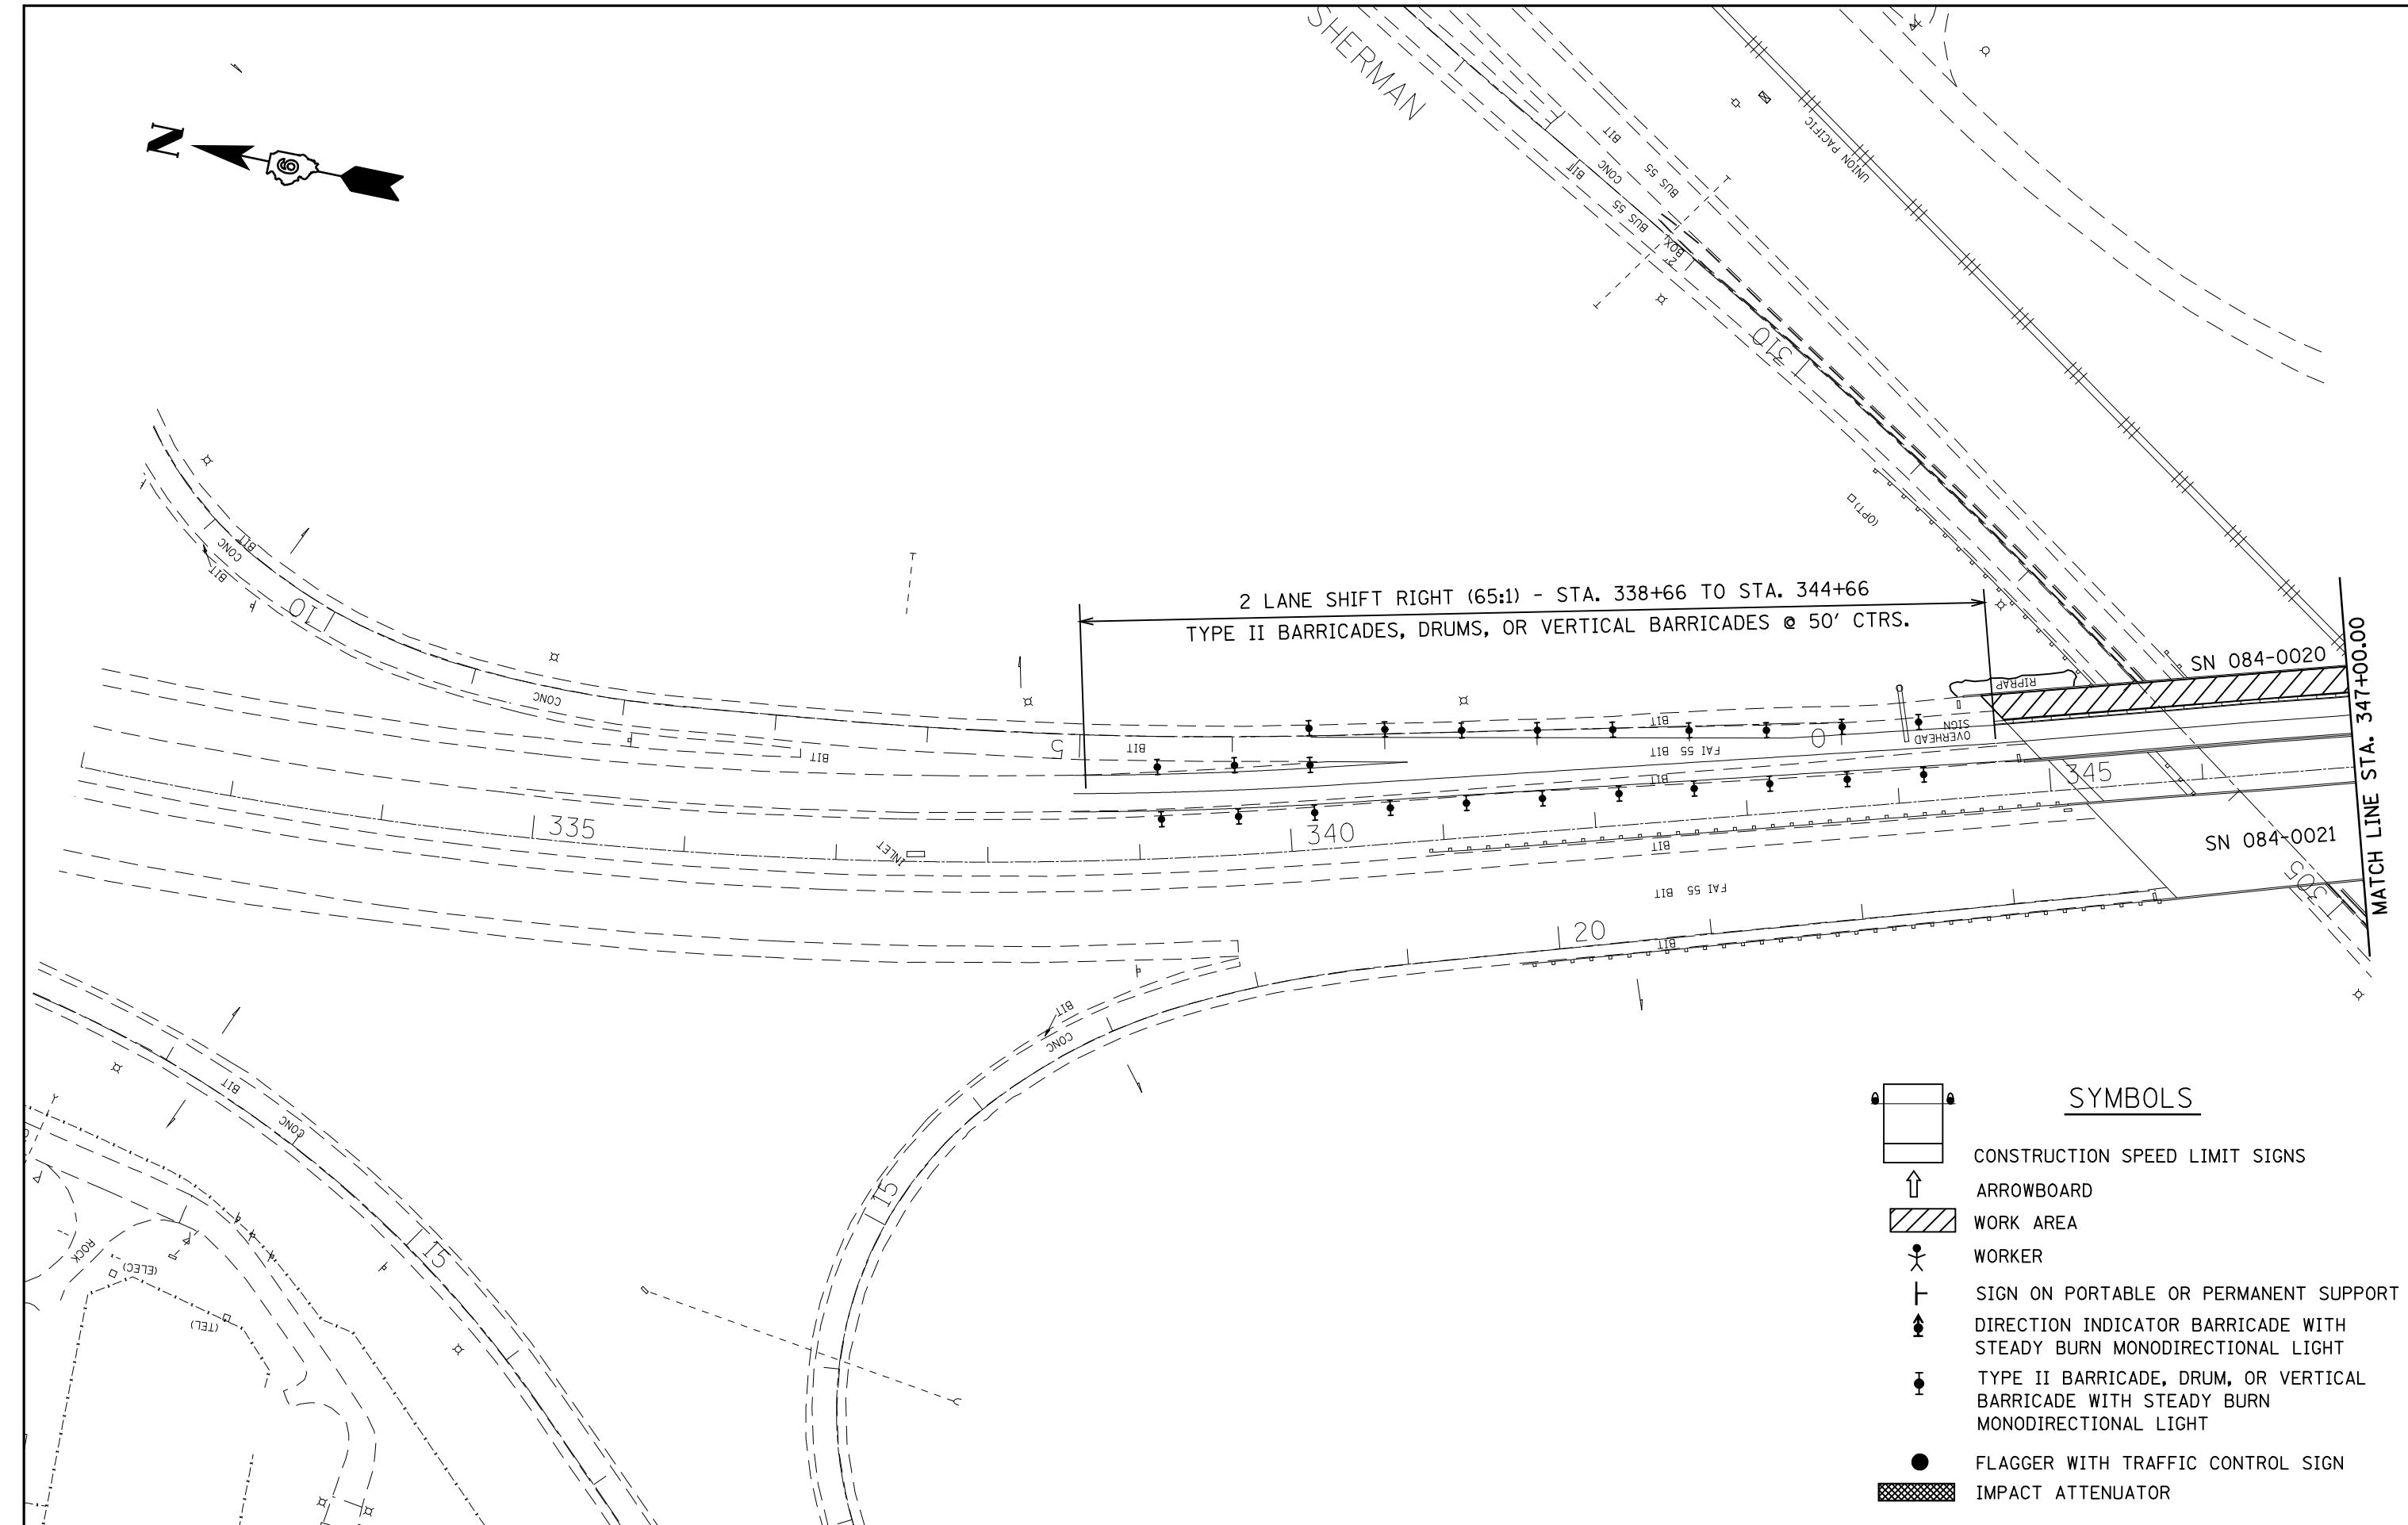 SHERMAN
N
6
BIT
CONC
BIT
BUS 55
BUS 55
2' BOX
UNION PACIFIC
310
(OPT)
BIT
CONC
BIT
10
2 LANE SHIFT RIGHT (65:1) - STA. 338+66 TO STA. 344+66
TYPE II BARRICADES, DRUMS, OR VERTICAL BARRICADES @ 50' CTRS.
SN 084-0020
RIPRAP
CONC
BIT
5
BIT
BIT
FAI 55 BIT
0
OVERHEAD
SIGN
BIT
345
335
INLET
340
BIT
FAI 55 BIT
SN 084-0021
305
MATCH LINE STA. 347+00.00
20
BIT
BIT
CONC
BIT
CONC
15
15
ROCK
(ELEC)
(TEL)
SYMBOLS
CONSTRUCTION SPEED LIMIT SIGNS
ARROWBOARD
WORK AREA
WORKER
SIGN ON PORTABLE OR PERMANENT SUPPORT
DIRECTION INDICATOR BARRICADE WITH
STEADY BURN MONODIRECTIONAL LIGHT
TYPE II BARRICADE, DRUM, OR VERTICAL
BARRICADE WITH STEADY BURN
MONODIRECTIONAL LIGHT
FLAGGER WITH TRAFFIC CONTROL SIGN
IMPACT ATTENUATOR